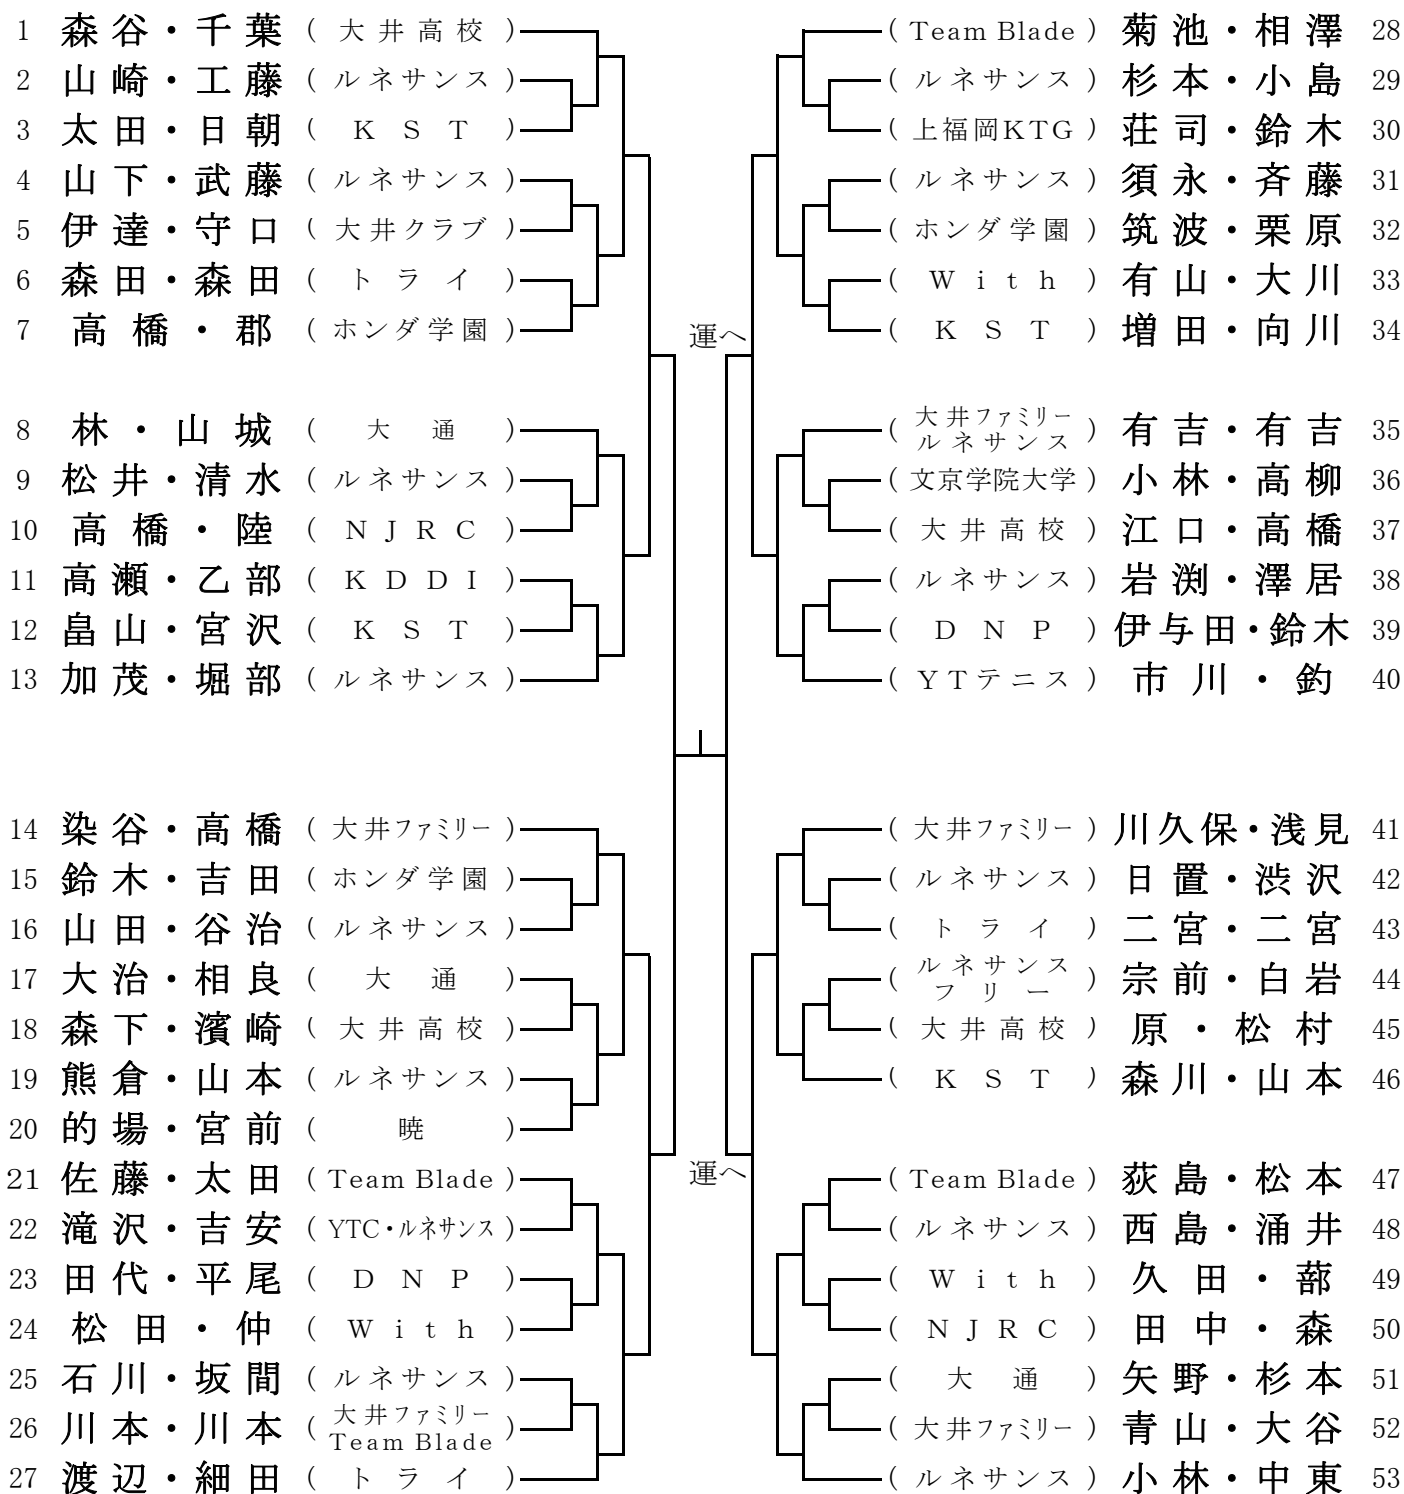 1 森谷・千葉 (大井高校)
2 山崎・工藤 (ルネサンス)
3 太田・日朝 (KST)
4 山下・武藤 (ルネサンス)
5 伊達・守口 (大井クラブ)
6 森田・森田 (トライ)
7 高橋・郡 (ホンダ学園)
8 林・山城 (大通)
9 松井・清水 (ルネサンス)
10 高橋・陸 (NJRC)
11 高瀬・乙部 (KDDI)
12 畠山・宮沢 (KST)
13 加茂・堀部 (ルネサンス)
14 染谷・高橋 (大井ファミリー)
15 鈴木・吉田 (ホンダ学園)
16 山田・谷治 (ルネサンス)
17 大治・相良 (大通)
18 森下・濱崎 (大井高校)
19 熊倉・山本 (ルネサンス)
20 的場・宮前 (暁)
21 佐藤・太田 (Team Blade)
22 滝沢・吉安 (YTC・ルネサンス)
23 田代・平尾 (DNP)
24 松田・仲 (With)
25 石川・坂間 (ルネサンス)
26 川本・川本 (大井ファミリー
Team Blade)
27 渡辺・細田 (トライ)
運へ
運へ
(Team Blade) 菊池・相澤 28
(ルネサンス) 杉本・小島 29
(上福岡KTG) 荘司・鈴木 30
(ルネサンス) 須永・斉藤 31
(ホンダ学園) 筑波・栗原 32
(With) 有山・大川 33
(KST) 増田・向川 34
(大井ファミリー
ルネサンス) 有吉・有吉 35
(文京学院大学) 小林・高柳 36
(大井高校) 江口・高橋 37
(ルネサンス) 岩渕・澤居 38
(DNP) 伊与田・鈴木 39
(YTテニス) 市川・釣 40
(大井ファミリー) 川久保・浅見 41
(ルネサンス) 日置・渋沢 42
(トライ) 二宮・二宮 43
(ルネサンス
フリー) 宗前・白岩 44
(大井高校) 原・松村 45
(KST) 森川・山本 46
(Team Blade) 荻島・松本 47
(ルネサンス) 西島・涌井 48
(With) 久田・蔀 49
(NJRC) 田中・森 50
(大通) 矢野・杉本 51
(大井ファミリー) 青山・大谷 52
(ルネサンス) 小林・中東 53